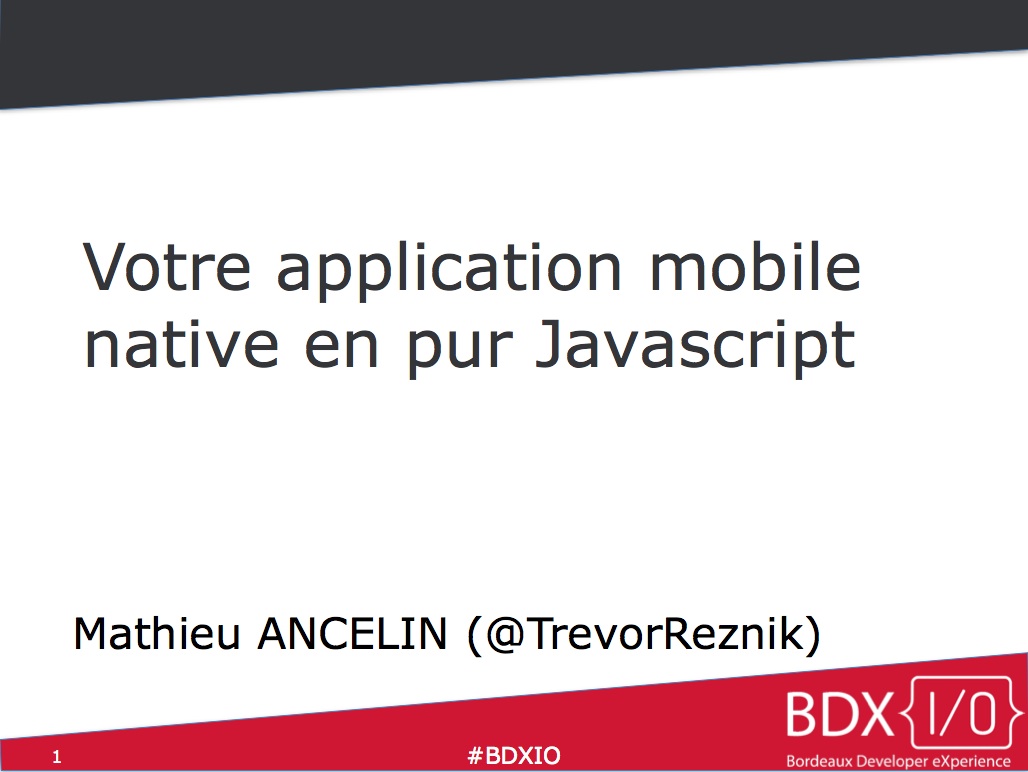 Votre application mobile
native en pur Javascript
Mathieu ANCELIN (@TrevorReznik)
1
#BDXIO
BDX{I/O}
Bordeaux Developer eXperience